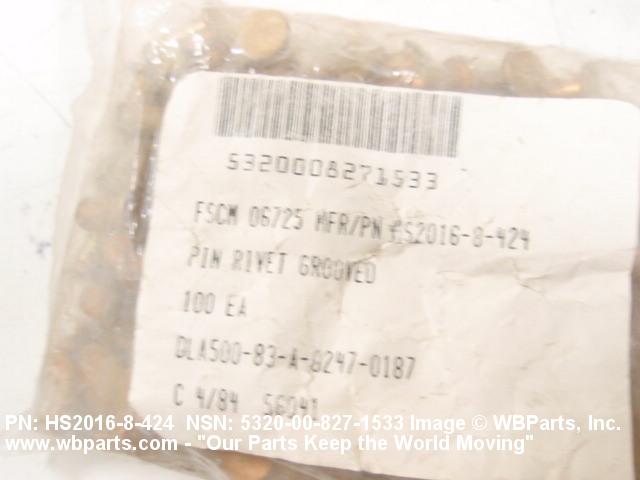 5320008271533
FSCM 06725 MFR/PN HS2016-8-424
PIN RIVET GROOVED
100 EA
DLA500-83-A-8247-0187
C 4/84 56041
PN: HS2016-8-424 NSN: 5320-00-827-1533 Image © WBParts, Inc.
www.wbparts.com - "Our Parts Keep the World Moving"